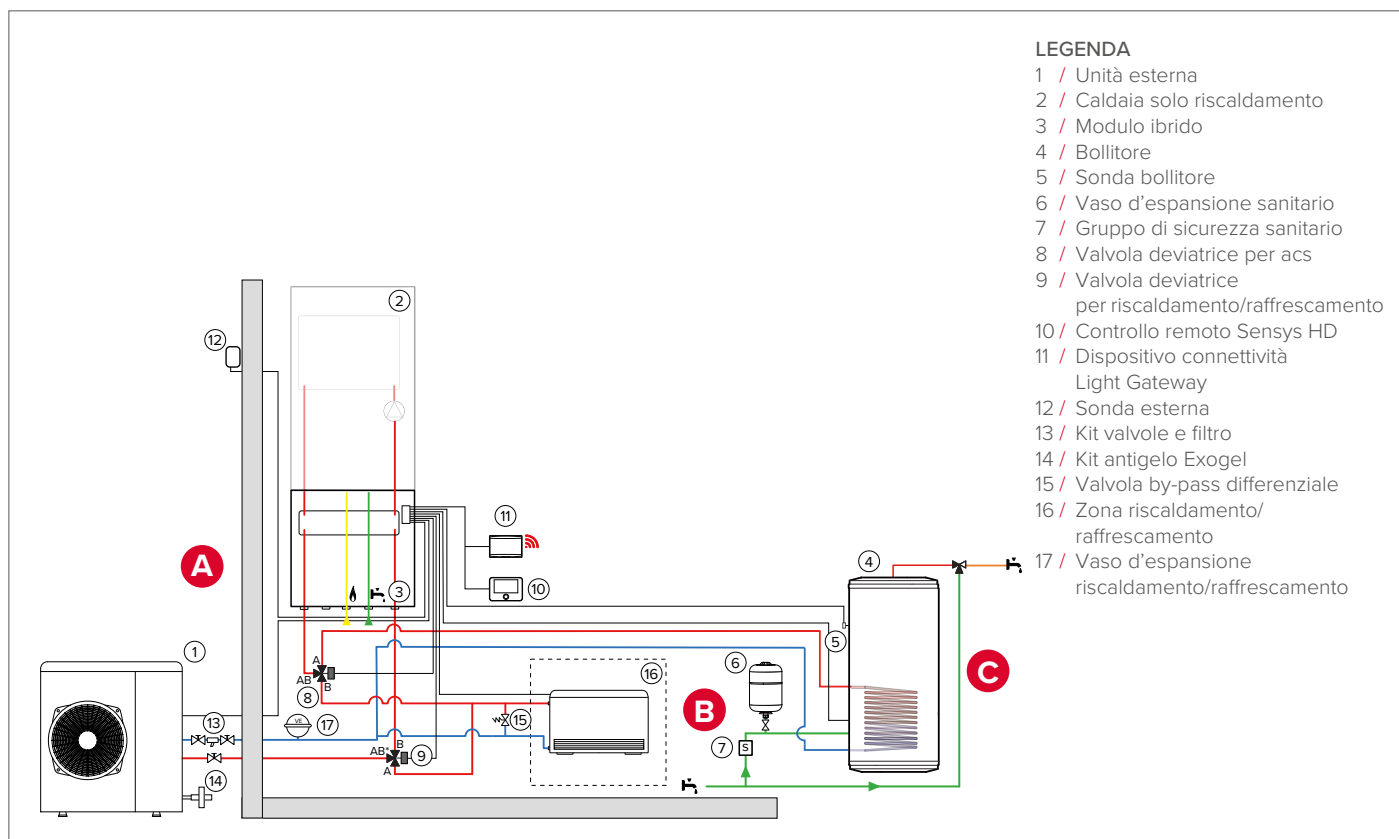 LEGENDA
1 / Unità esterna
2 / Caldaia solo riscaldamento
3 / Modulo ibrido
4 / Bollitore
5 / Sonda bollitore
6 / Vaso d'espansione sanitario
7 / Gruppo di sicurezza sanitario
8 / Valvola deviatrice per acs
9 / Valvola deviatrice
per riscaldamento/raffrescamento
10 / Controllo remoto Sensys HD
11 / Dispositivo connettività
Light Gateway
12 / Sonda esterna
13 / Kit valvole e filtro
14 / Kit antigelo Exogel
15 / Valvola by-pass differenziale
16 / Zona riscaldamento/
raffrescamento
17 / Vaso d'espansione
riscaldamento/raffrescamento
2
12
A
11
3
10
4
1
A
AB
B
8
13
VE
17
14
AB*
B
A
9
15
16
B
6
7
S
5
C